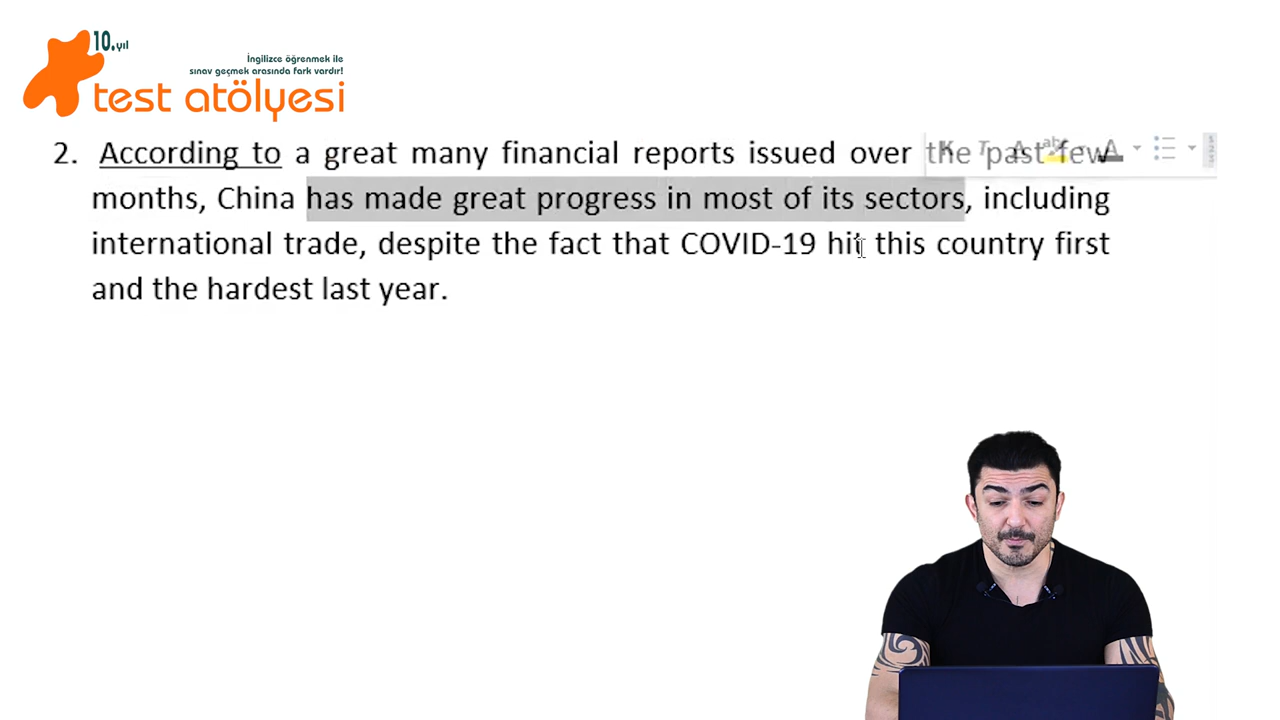 10.yıl
İngilizce öğrenmek ile
sınav geçmek arasında fark vardır!
test atölyesi
2. According to a great many financial reports issued over the past few
months, China has made great progress in most of its sectors, including
international trade, despite the fact that COVID-19 hit this country first
and the hardest last year.